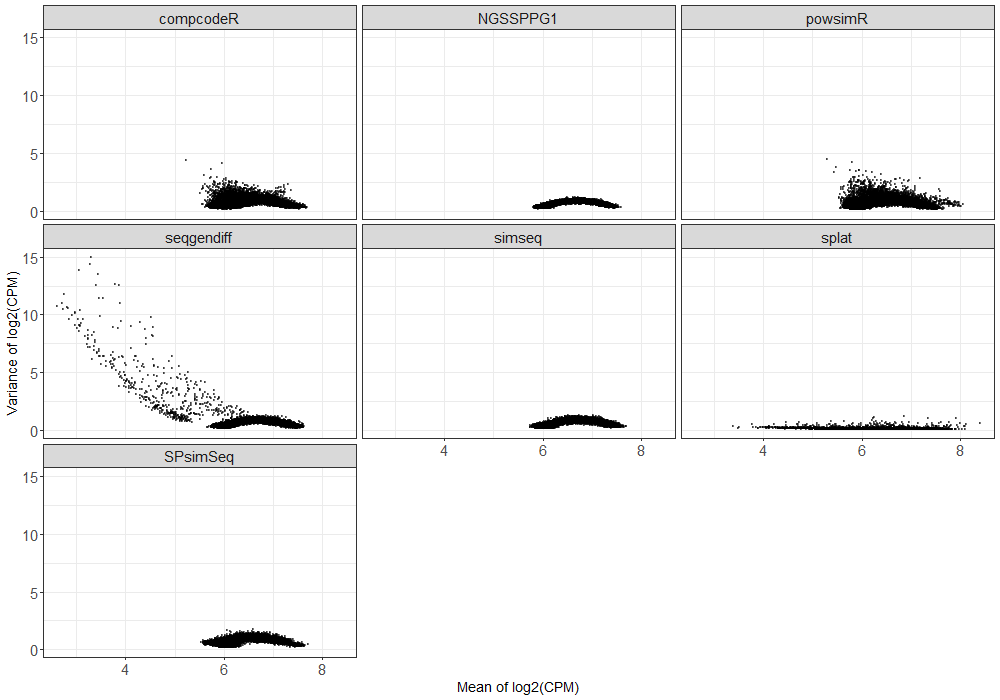 compcodeR NGSSPPG1 powsimR
15
10
5
0
seqgendiff simseq splat
15
10
5
0
Variance of log2(CPM)
4 6 8 4 6 8
SPsimSeq
15
10
5
0
4 6 8
Mean of log2(CPM)